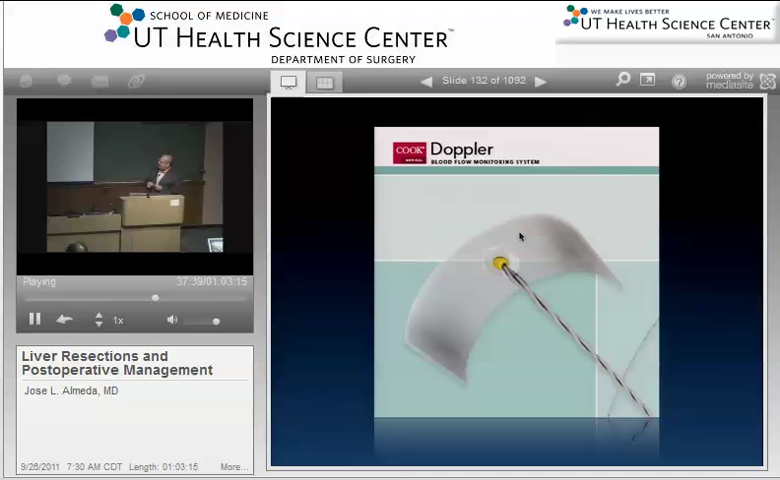 SCHOOL OF MEDICINE
UT HEALTH SCIENCE CENTER™
DEPARTMENT OF SURGERY
WE MAKE LIVES BETTER
UT HEALTH SCIENCE CENTER
SAN ANTONIO
Slide 132 of 1092
powered by
mediasite
COOK®
MEDICAL
Doppler
BLOOD FLOW MONITORING SYSTEM
Playing
37:39/01:03:15
1x
Liver Resections and
Postoperative Management
Jose L. Almeda, MD
9/26/2011 7:30 AM CDT Length: 01:03:15 More...